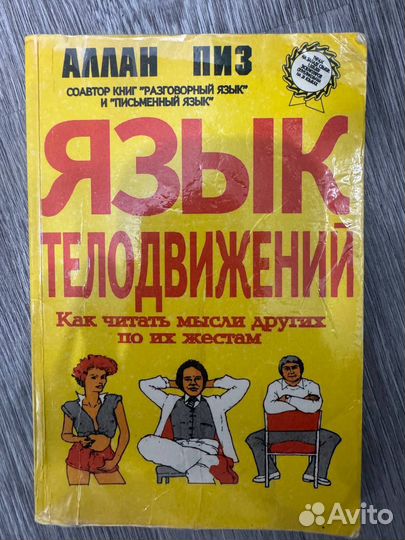 АЛЛАН ПИЗ
СОАВТОР КНИГ "РАЗГОВОРНЫЙ ЯЗЫК"
И "ПИСЬМЕННЫЙ ЯЗЫК"
ЯЗЫК
ТЕЛОДВИЖЕНИЙ
Как читать мысли других
по их жестам
Avito